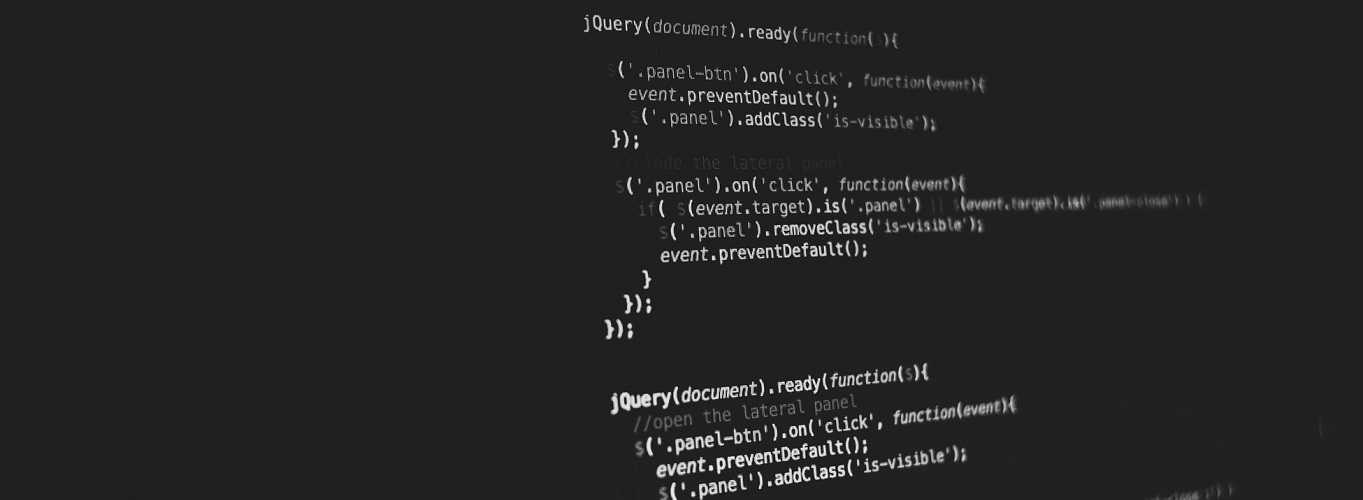 jQuery(document).ready(function( ){
$('.panel-btn').on('click', function(event){
event.preventDefault();
$('.panel').addClass('is-visible');
});
//clode the lateral panel
$('.panel').on('click', function(event){
if( $(event.target).is('.panel') || $(event.target).is('.panel-close') ) {
$('.panel').removeClass('is-visible');
event.preventDefault();
}
});
});
jQuery(document).ready(function($){
//open the lateral panel
$('.panel-btn').on('click', function(event){
event.preventDefault();
$('.panel').addClass('is-visible');